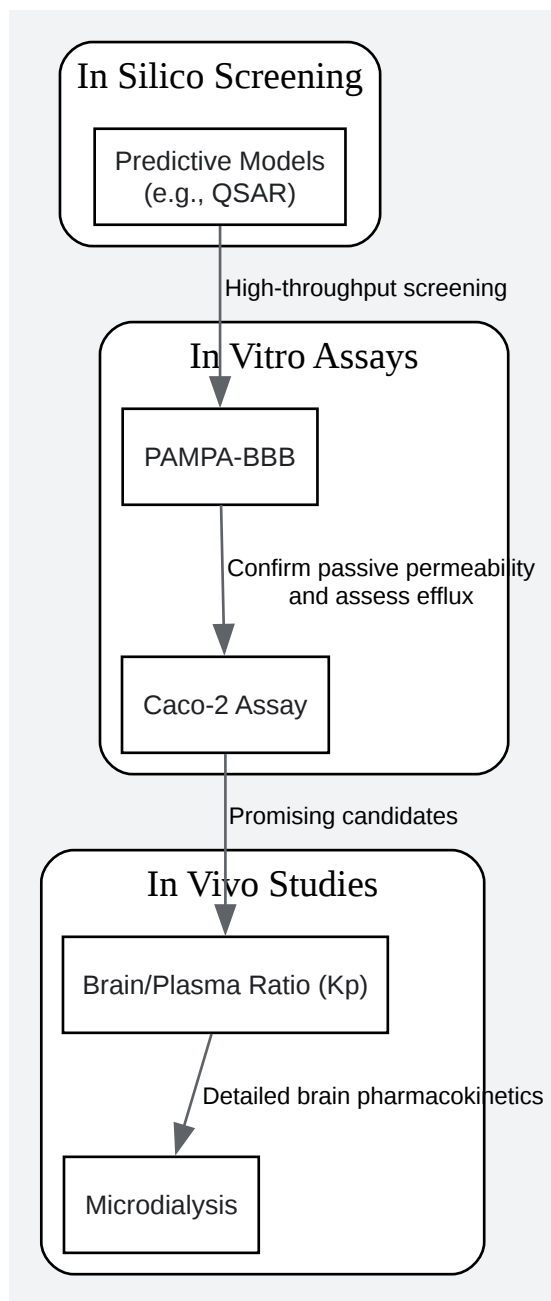 In Silico Screening
Predictive Models
(e.g., QSAR)
High-throughput screening
In Vitro Assays
PAMPA-BBB
Confirm passive permeability
and assess efflux
Caco-2 Assay
Promising candidates
In Vivo Studies
Brain/Plasma Ratio (Kp)
Detailed brain pharmacokinetics
Microdialysis